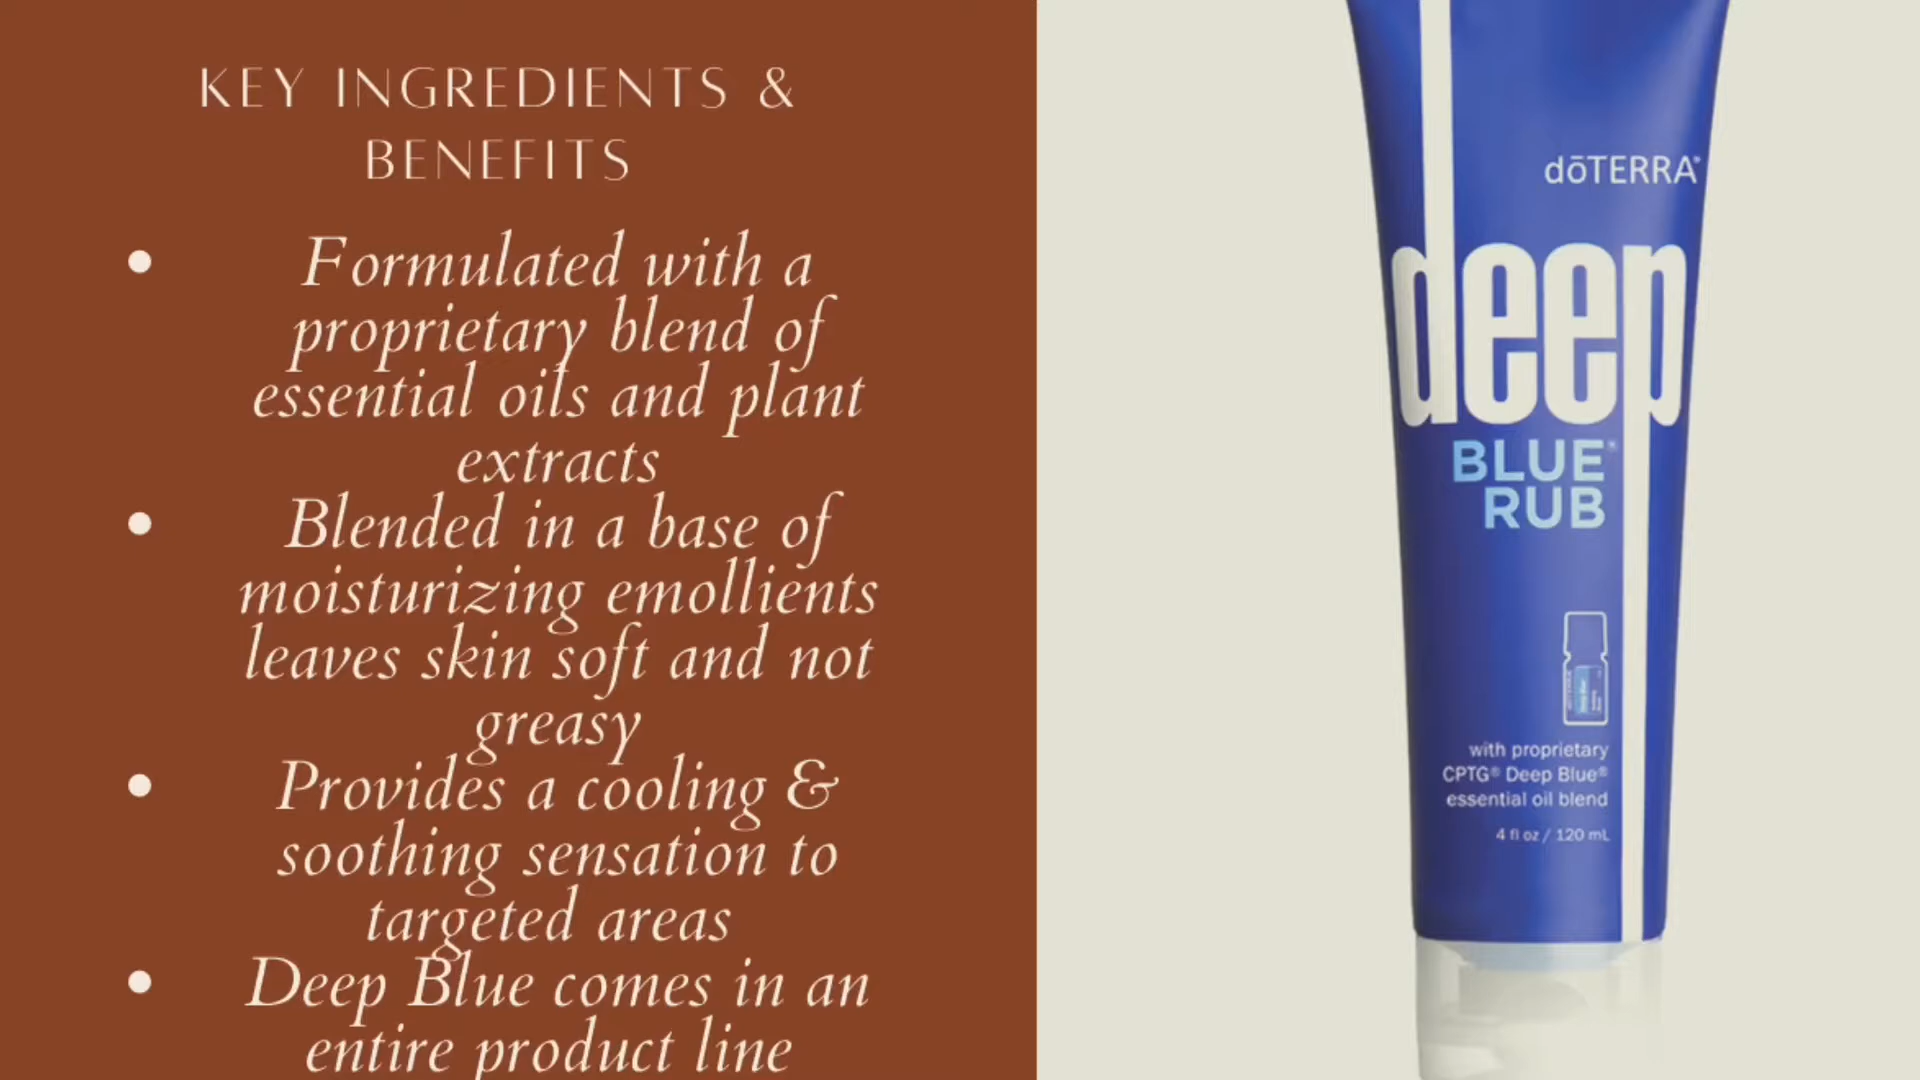 KEY INGREDIENTS &
BENEFITS
• Formulated with a
proprietary blend of
essential oils and plant
extracts
• Blended in a base of
moisturizing emollients
leaves skin soft and not
greasy
• Provides a cooling &
soothing sensation to
targeted areas
• Deep Blue comes in an
entire product line
dōTERRA®
deep
BLUE®
RUB
with proprietary
CPTG® Deep Blue®
essential oil blend
4 fl oz / 120 mL